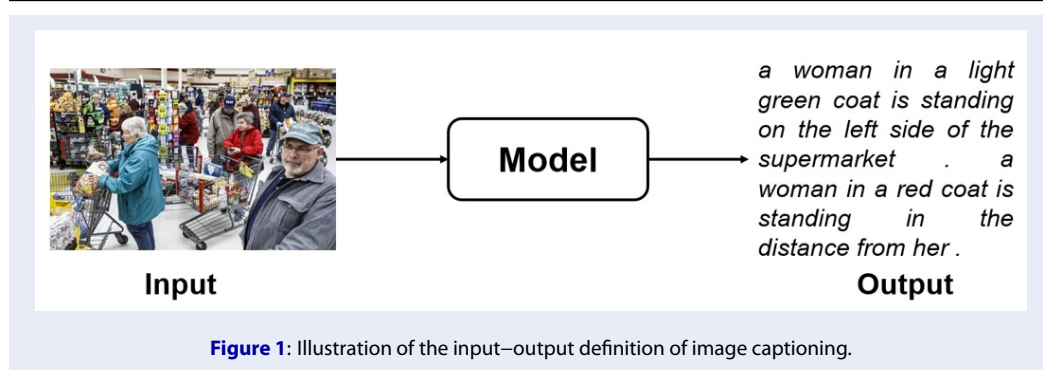 a woman in a light
green coat is standing
on the left side of the
supermarket . a
woman in a red coat is
standing in the
distance from her .
Model
Input
Output
Figure 1: Illustration of the input–output definition of image captioning.